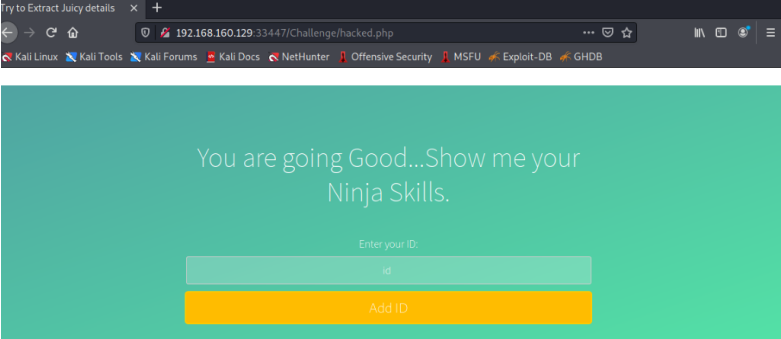 Try to Extract Juicy details
192.168.160.129:33447/Challenge/hacked.php
Kali Linux Kali Tools Kali Forums Kali Docs NetHunter Offensive Security MSFU Exploit-DB GHDB
You are going Good...Show me your
Ninja Skills.
Enter your ID:
id
Add ID